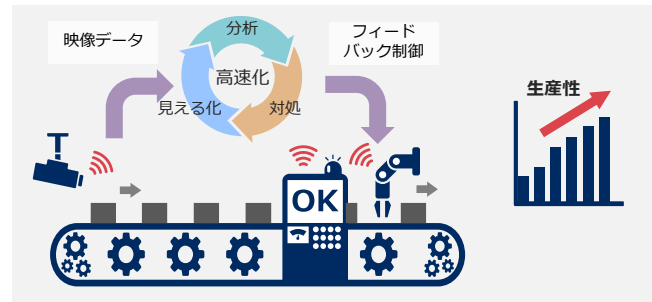 映像データ
分析
フィード
バック制御
高速化
見える化
対処
生産性
OK